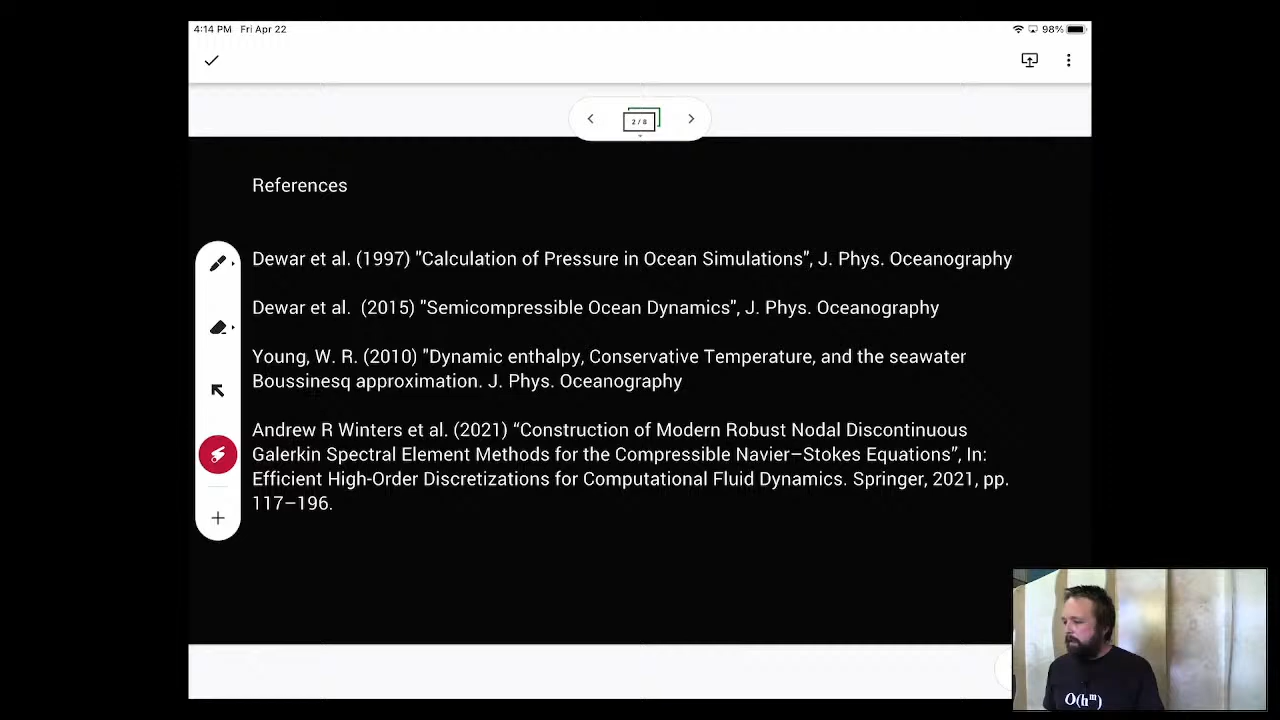 4:14 PM Fri Apr 22 98%
2 / 8
References
Dewar et al. (1997) "Calculation of Pressure in Ocean Simulations", J. Phys. Oceanography
Dewar et al. (2015) "Semicompressible Ocean Dynamics", J. Phys. Oceanography
Young, W. R. (2010) "Dynamic enthalpy, Conservative Temperature, and the seawater
Boussinesq approximation. J. Phys. Oceanography
Andrew R Winters et al. (2021) “Construction of Modern Robust Nodal Discontinuous
Galerkin Spectral Element Methods for the Compressible Navier–Stokes Equations”, In:
Efficient High-Order Discretizations for Computational Fluid Dynamics. Springer, 2021, pp.
117–196.
O(hᵐ)